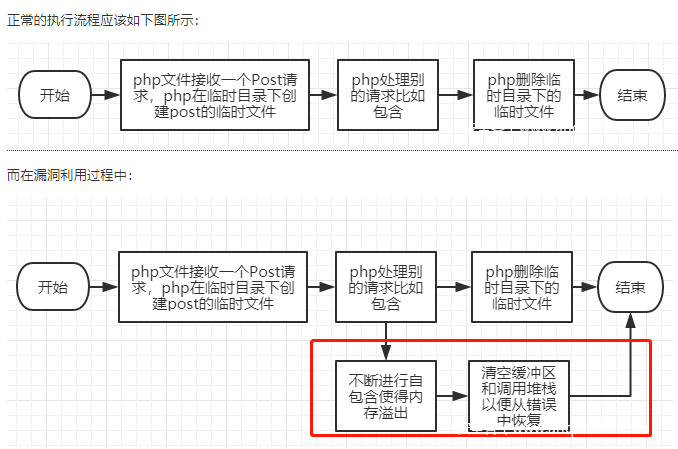 正常的执行流程应该如下图所示：
开始
php文件接收一个Post请
求，php在临时目录下创
建post的临时文件
php处理别
的请求比如
包含
php删除临
时目录下的
临时文件
结束
而在漏洞利用过程中：
开始
php文件接收一个Post请
求，php在临时目录下创
建post的临时文件
php处理别
的请求比如
包含
php删除临
时目录下的
临时文件
结束
不断进行自
包含使得内
存溢出
清空缓冲区
和调用堆栈
以便从错误
中恢复